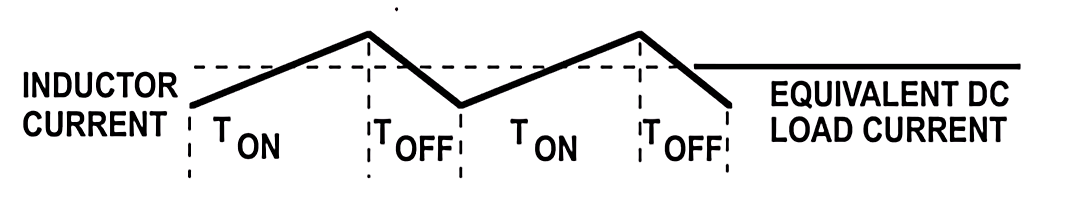 INDUCTOR
CURRENT
T ON
T OFF
T ON
T OFF
EQUIVALENT DC
LOAD CURRENT